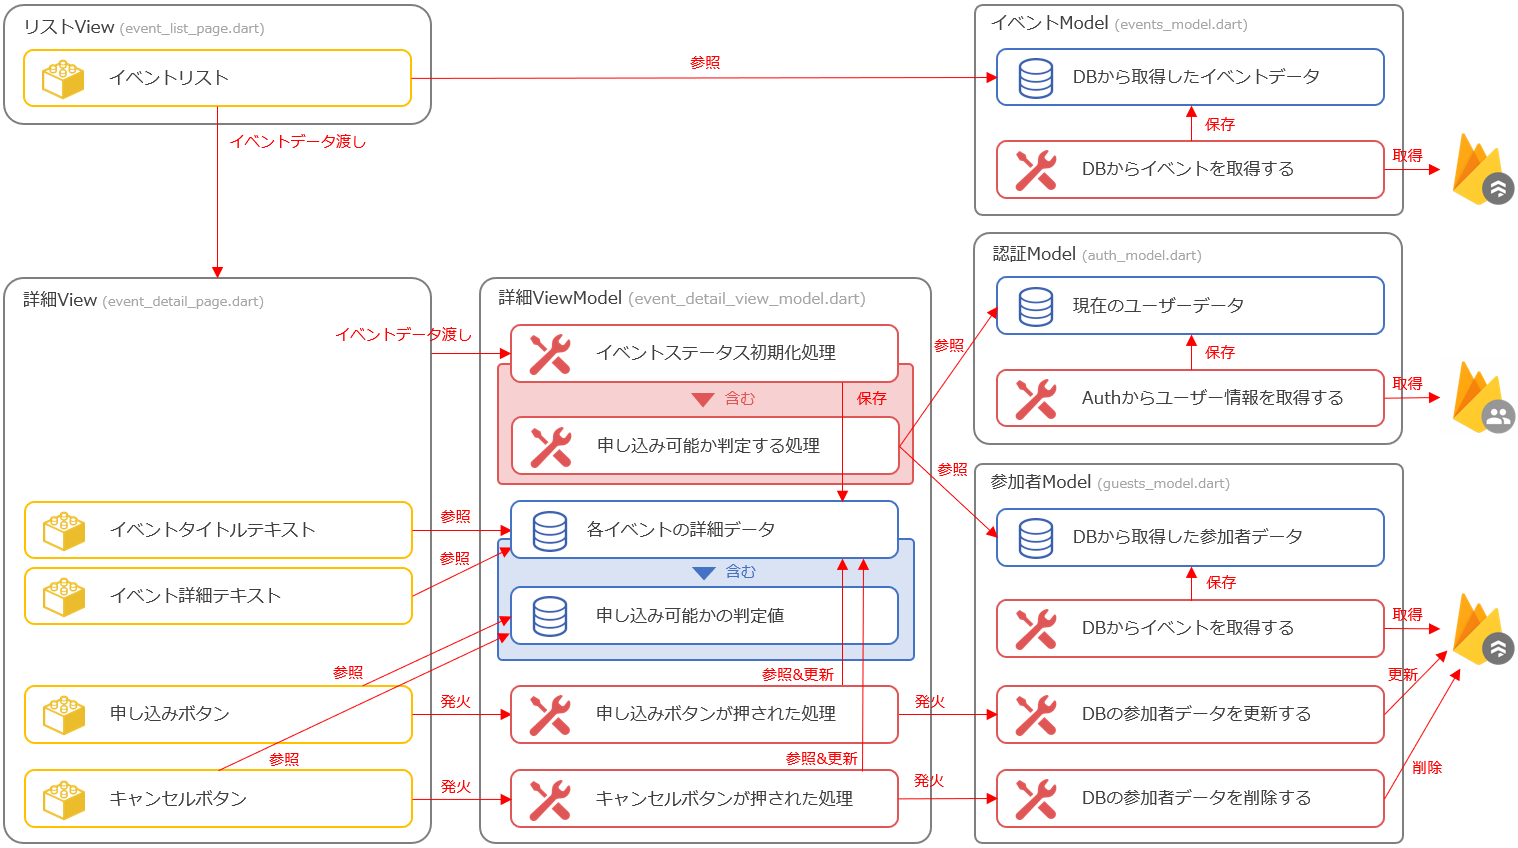 リストView (event_list_page.dart)
イベントリスト
参照
イベントデータ渡し
イベントModel (events_model.dart)
DBから取得したイベントデータ
保存
DBからイベントを取得する
取得
詳細View (event_detail_page.dart)
イベントデータ渡し
イベントタイトルテキスト
参照
イベント詳細テキスト
参照
参照
申し込みボタン
発火
参照
キャンセルボタン
発火
詳細ViewModel (event_detail_view_model.dart)
イベントステータス初期化処理
含む
保存
申し込み可能か判定する処理
参照
参照
各イベントの詳細データ
含む
申し込み可能かの判定値
参照&更新
申し込みボタンが押された処理
発火
参照&更新
キャンセルボタンが押された処理
発火
認証Model (auth_model.dart)
現在のユーザーデータ
保存
Authからユーザー情報を取得する
取得
参加者Model (guests_model.dart)
DBから取得した参加者データ
保存
DBからイベントを取得する
取得
更新
DBの参加者データを更新する
削除
DBの参加者データを削除する